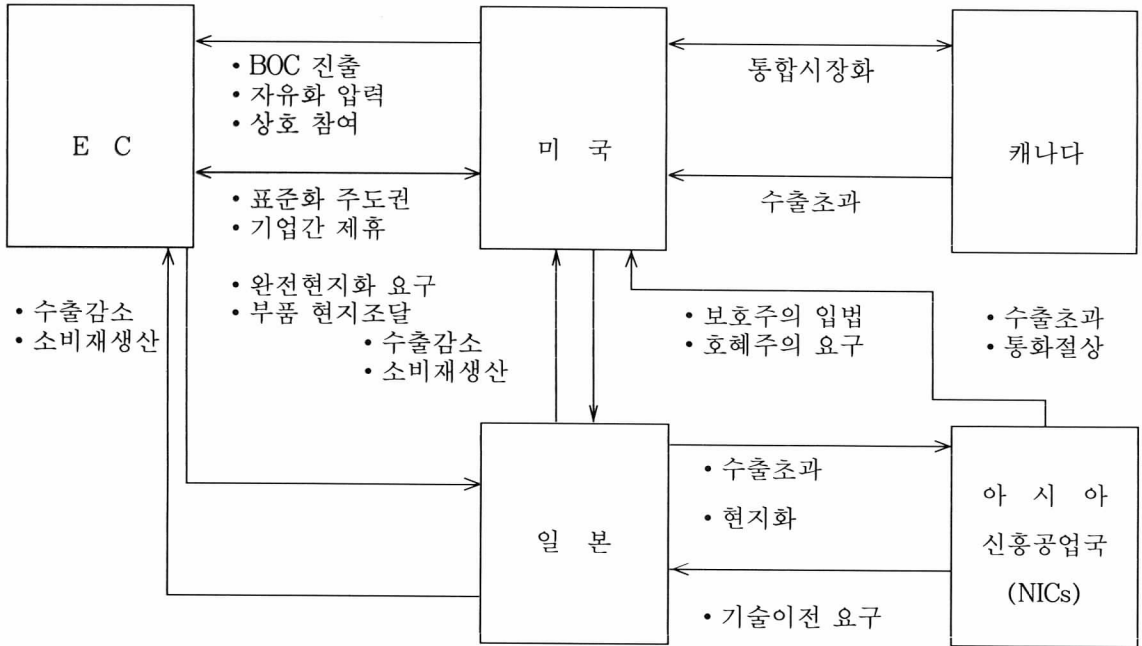 E C
• BOC 진출
• 자유화 압력
• 상호 참여
미 국
통합시장화
캐나다
• 표준화 주도권
• 기업간 제휴
수출초과
• 수출감소
• 소비재생산
• 완전현지화 요구
• 부품 현지조달
• 수출감소
• 소비재생산
• 보호주의 입법
• 호혜주의 요구
• 수출초과
• 통화절상
일 본
• 수출초과
• 현지화
• 기술이전 요구
아 시 아
신흥공업국
(NICs)